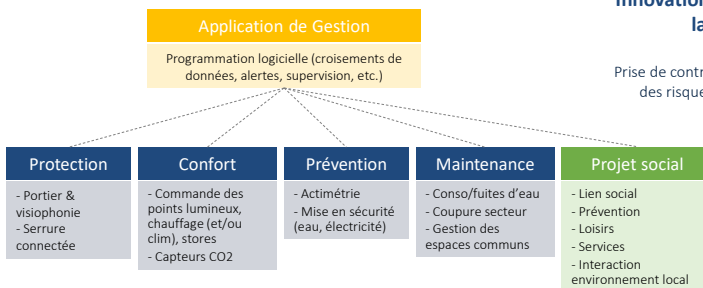 Innovation
la
Application de Gestion
Programmation logicielle (croisements de
données, alertes, supervision, etc.)
Prise de contr
des risque
Protection
- Portier &
visiophonie
- Serrure
connectée
Confort
- Commande des
points lumineux,
chauffage (et/ou
clim), stores
- Capteurs CO2
Prévention
- Actimétrie
- Mise en sécurité
(eau, électricité)
Maintenance
- Conso/fuites d'eau
- Coupure secteur
- Gestion des
espaces communs
Projet social
- Lien social
- Prévention
- Loisirs
- Services
- Interaction
environnement local